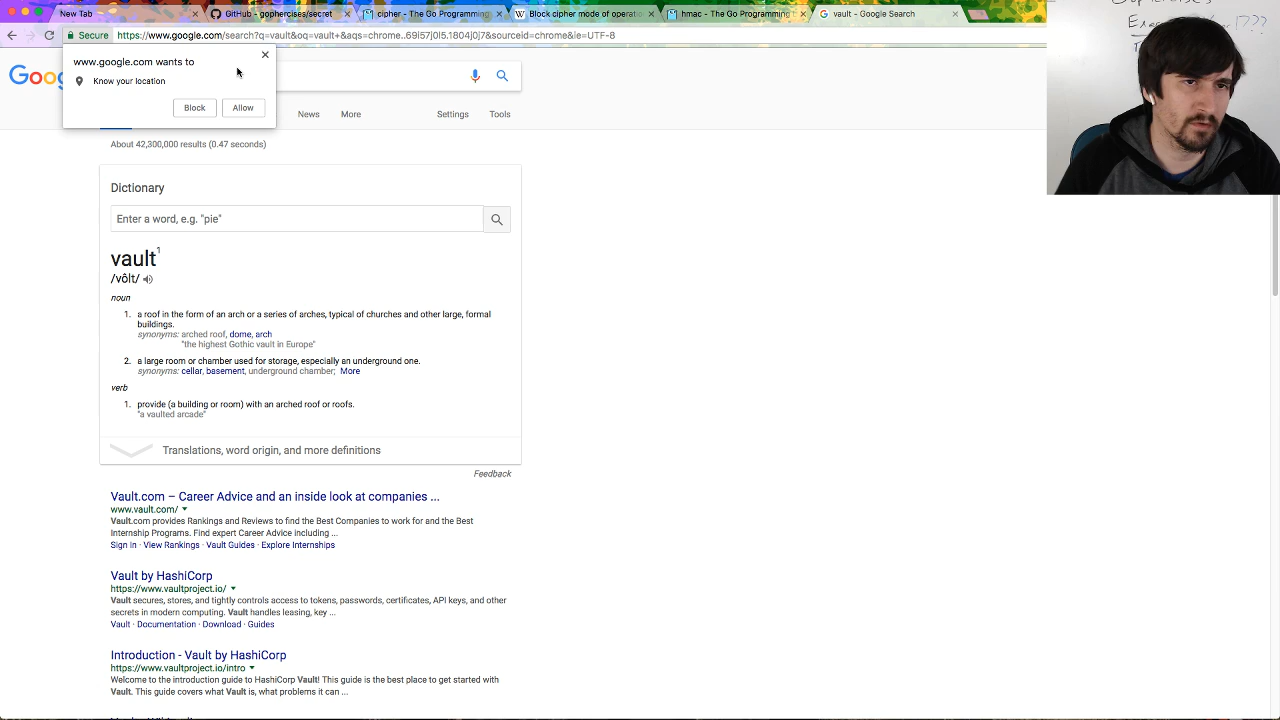 New Tab
GitHub - gophercises/secret
cipher - The Go Programming
Block cipher mode of operatio
hmac - The Go Programming L
vault - Google Search
Secure
https://www.google.com/search?q=vault&oq=vault+&aqs=chrome..69i57j0l5.1804j0j7&sourceid=chrome&ie=UTF-8
www.google.com wants to
Know your location
Block
Allow
News
More
Settings
Tools
About 42,300,000 results (0.47 seconds)
Dictionary
Enter a word, e.g. "pie"
vault1
/vôlt/
noun
1. a roof in the form of an arch or a series of arches, typical of churches and other large, formal
buildings.
synonyms: arched roof, dome, arch
"the highest Gothic vault in Europe"
2. a large room or chamber used for storage, especially an underground one.
synonyms: cellar, basement, underground chamber; More
verb
1. provide (a building or room) with an arched roof or roofs.
"a vaulted arcade"
Translations, word origin, and more definitions
Feedback
Vault.com – Career Advice and an inside look at companies ...
www.vault.com/
Vault.com provides Rankings and Reviews to find the Best Companies to work for and the Best
Internship Programs. Find expert Career Advice including ...
Sign In · View Rankings · Vault Guides · Explore Internships
Vault by HashiCorp
https://www.vaultproject.io/
Vault secures, stores, and tightly controls access to tokens, passwords, certificates, API keys, and other
secrets in modern computing. Vault handles leasing, key ...
Vault · Documentation · Download · Guides
Introduction - Vault by HashiCorp
https://www.vaultproject.io/intro
Welcome to the introduction guide to HashiCorp Vault! This guide is the best place to get started with
Vault. This guide covers what Vault is, what problems it can ...